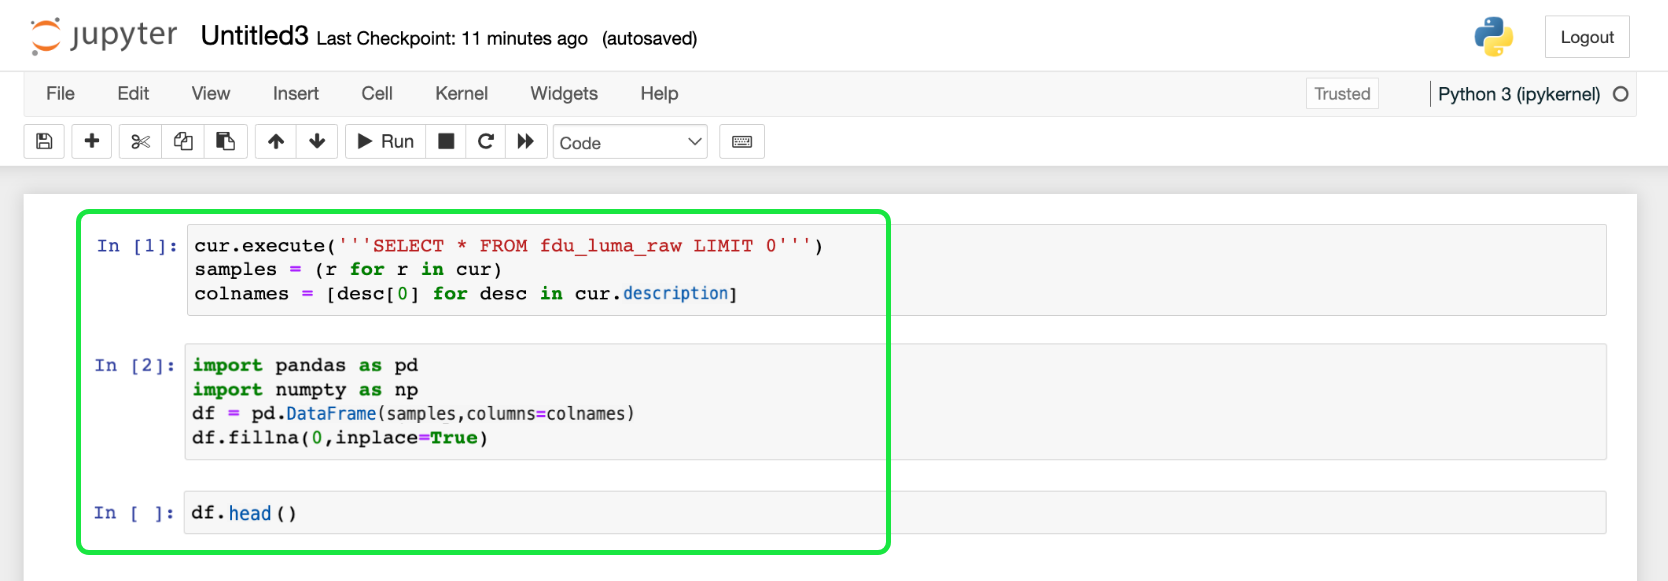 jupyter Untitled3 Last Checkpoint: 11 minutes ago (autosaved)
Logout
File Edit View Insert Cell Kernel Widgets Help
Trusted
Python 3 (ipykernel)
Run
Code
In [1]: cur.execute('''SELECT * FROM fdu_luma_raw LIMIT 0''')
samples = (r for r in cur)
colnames = [desc[0] for desc in cur.description]
In [2]: import pandas as pd
import numpty as np
df = pd.DataFrame(samples,columns=colnames)
df.fillna(0,inplace=True)
In [ ]: df.head()